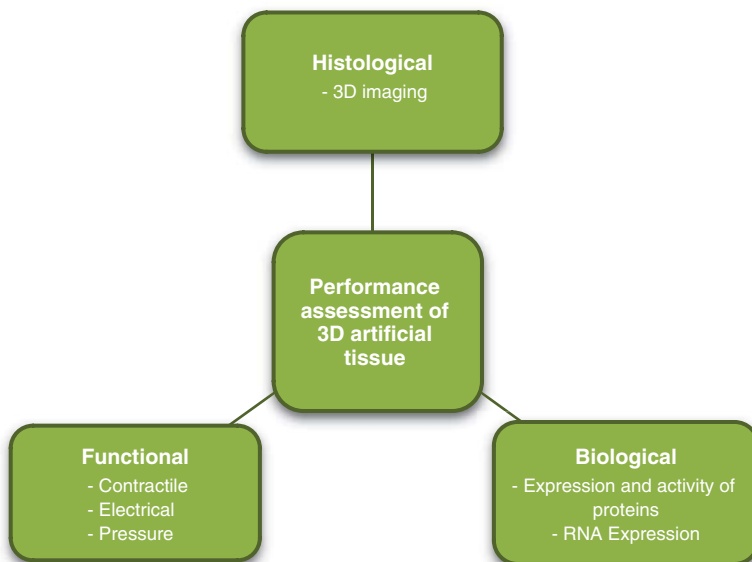 Histological
- 3D imaging
Performance
assessment of
3D artificial
tissue
Functional
- Contractile
- Electrical
- Pressure
Biological
- Expression and activity of
proteins
- RNA Expression